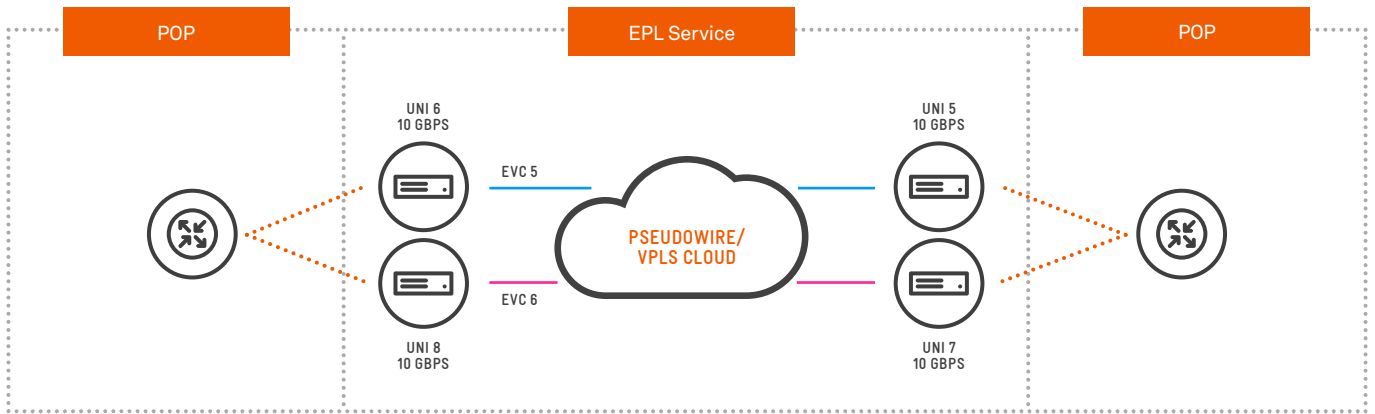 POP
EPL Service
POP
UNI 6
10 GBPS
UNI 5
10 GBPS
EVC 5
PSEUDOWIRE/
VPLS CLOUD
EVC 6
UNI 8
10 GBPS
UNI 7
10 GBPS